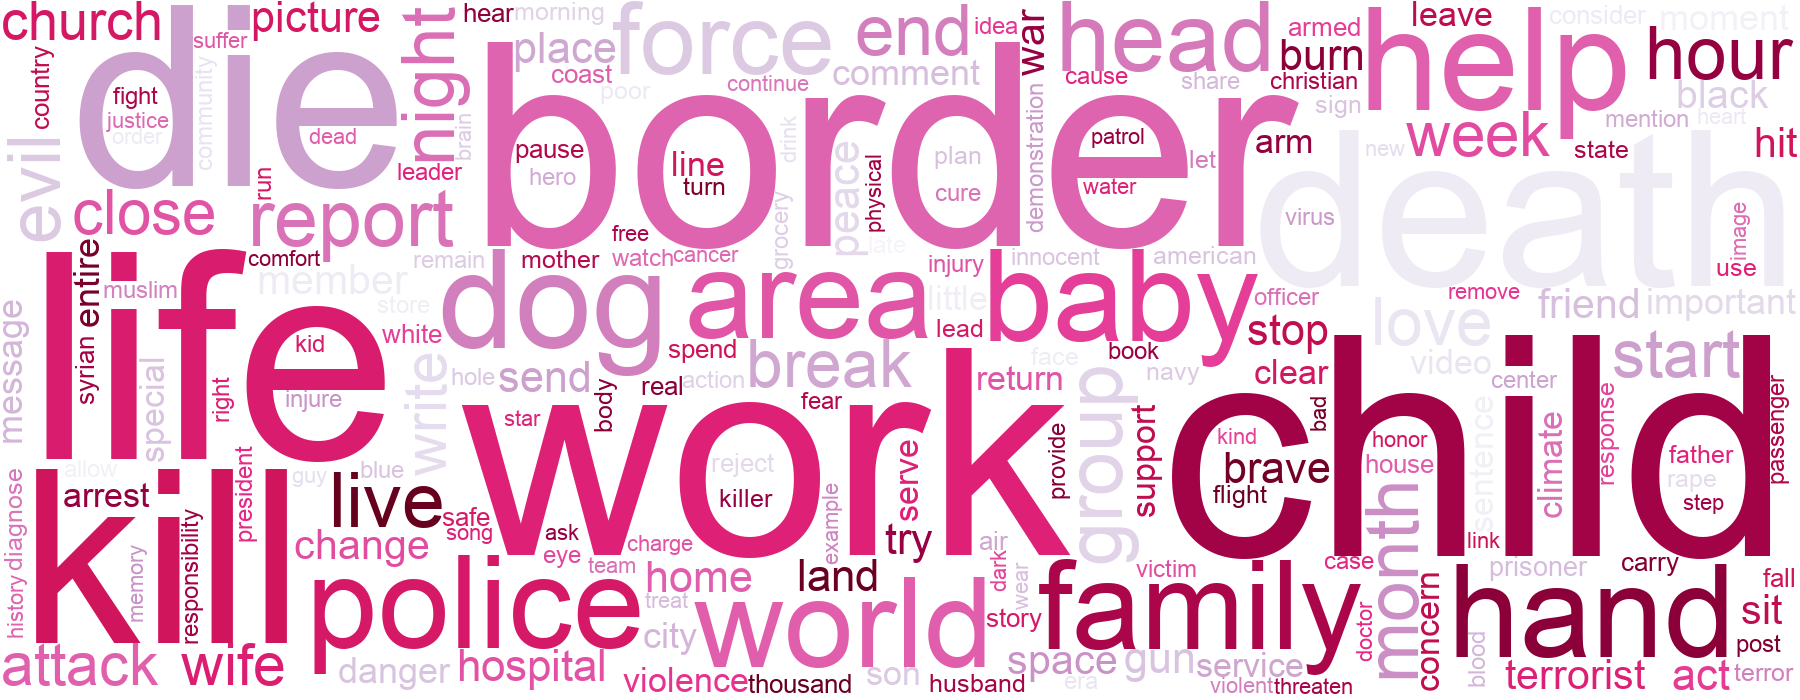 church
picture
hear
morning
force
end
idea
head
armed
leave
consider
moment
suffer
die
night
place
war
burn
help
hour
country
coast
continue
comment
cause
share
christian
fight
justice
order
community
dead
brain
poor
border
drink
demonstration
sign
black
mention
heart
evil
leader
pause
hero
line
turn
plan
cure
patrol
water
let
arm
new
week
state
hit
run
close
report
peace
physical
grocery
death
virus
image
free
late
entire
comfort
remain
mother
watch
cancer
injury
innocent
american
use
member
muslim
store
dog
area
little
baby
officer
remove
friend
important
message
syrian
life
kid
white
lead
stop
love
special
right
injure
write
spend
break
face
book
video
start
hole
send
real
action
return
navy
clear
center
body
fear
star
work
group
support
child
bad
honor
house
kind
brave
flight
sentence
climate
response
father
rape
step
passenger
allow
guy
blue
reject
killer
serve
provide
history
diagnose
kill
arrest
president
live
safe
song
ask
eye
example
try
air
link
month
responsibility
memory
change
charge
team
home
land
dark
wear
victim
case
prisoner
carry
fall
police
treat
world
story
family
doctor
concern
hand
sit
attack
wife
city
post
danger
hospital
violence
thousand
son
husband
space
era
gun
service
violent
threaten
blood
terrorist
act
terror